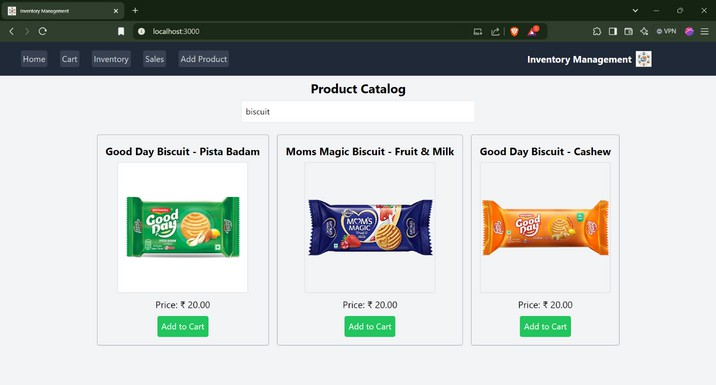 Inventory Management
localhost:3000
VPN
Home
Cart
Inventory
Sales
Add Product
Inventory Management
Product Catalog
biscuit
Good Day Biscuit - Pista Badam
Good
Day
Price: ₹ 20.00
Add to Cart
Moms Magic Biscuit - Fruit & Milk
MOM'S
MAGIC
Price: ₹ 20.00
Add to Cart
Good Day Biscuit - Cashew
Good
Day
Price: ₹ 20.00
Add to Cart